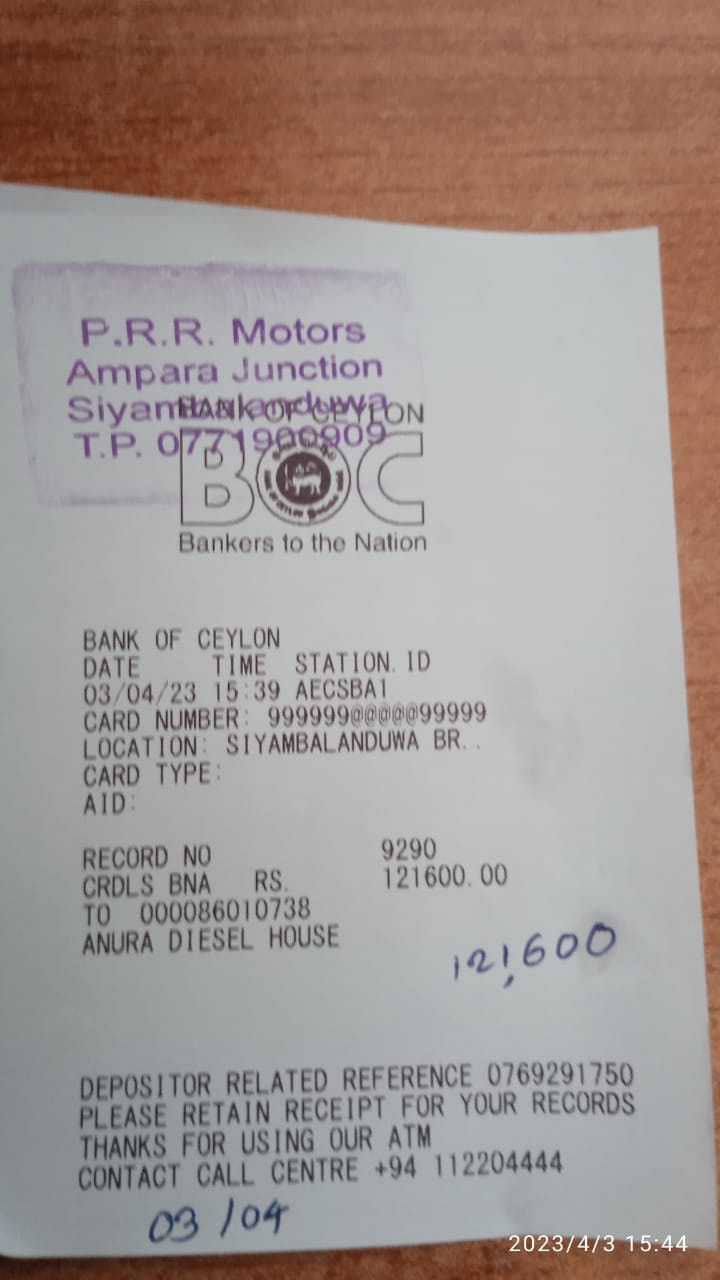 P.R.R. Motors
Ampara Junction
Siyambalanduwa
T.P. 0771900909
BANK OF CEYLON
BOC
Bankers to the Nation
BANK OF CEYLON
DATE TIME STATION.ID
03/04/23 15:39 AECSBA1
CARD NUMBER: 999999@@@@@99999
LOCATION: SIYAMBALANDUWA BR..
CARD TYPE:
AID:
RECORD NO 9290
CRDLS BNA RS. 121600.00
TO 000086010738
ANURA DIESEL HOUSE
121,600
DEPOSITOR RELATED REFERENCE 0769291750
PLEASE RETAIN RECEIPT FOR YOUR RECORDS
THANKS FOR USING OUR ATM
CONTACT CALL CENTRE +94 112204444
03/04
2023/4/3 15:44